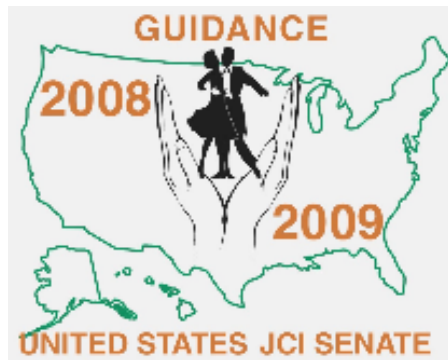 GUIDANCE
2008
2009
UNITED STATES JCI SENATE